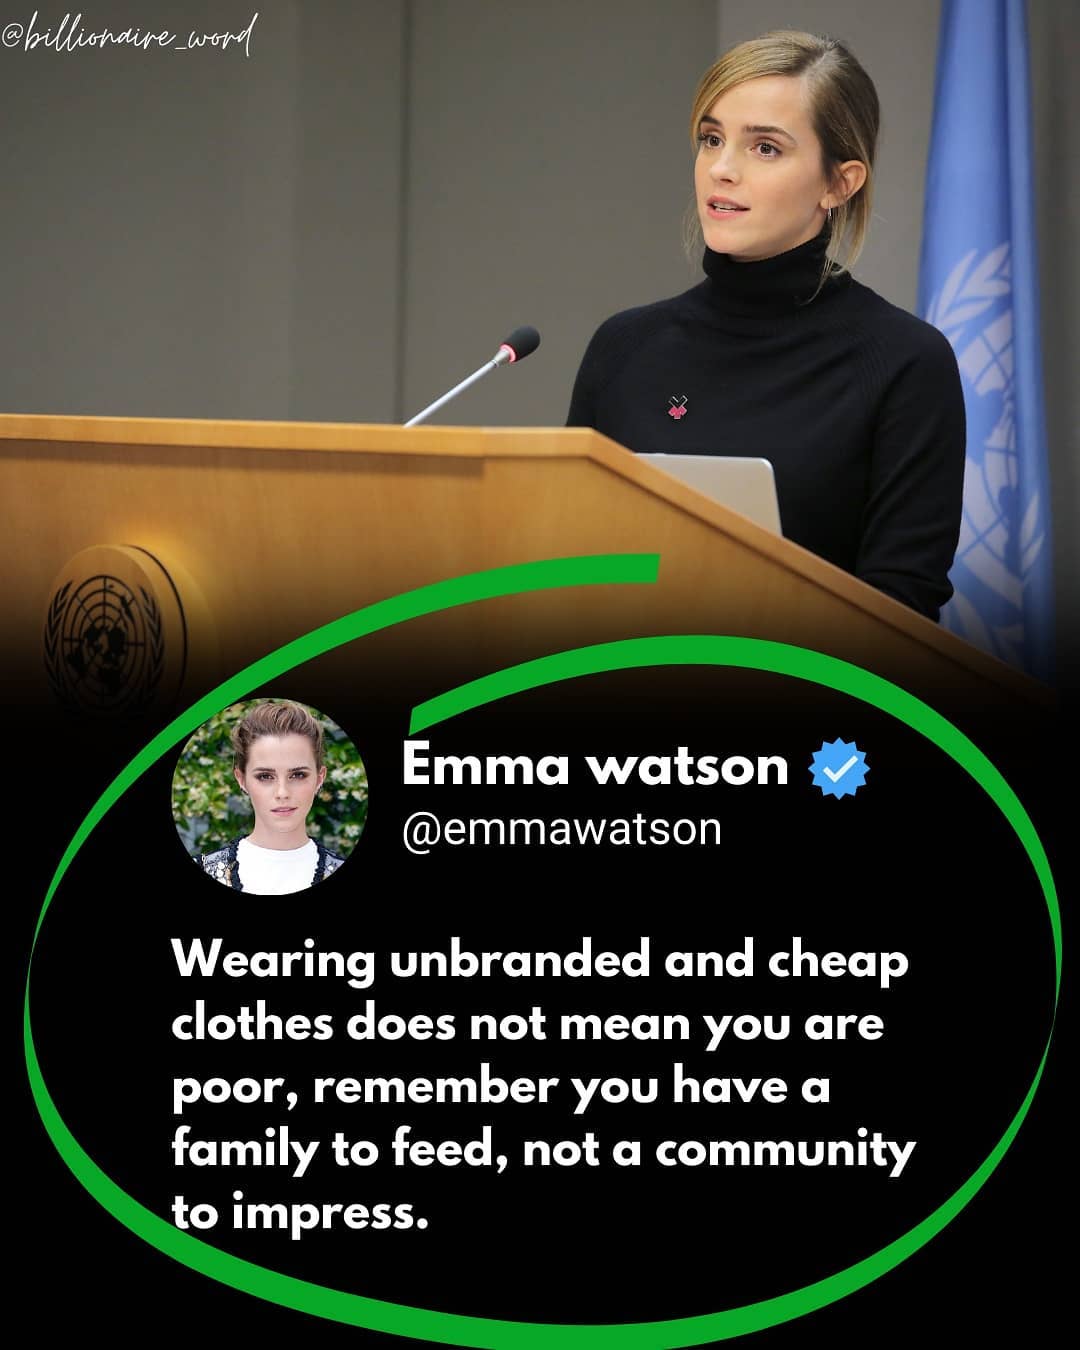 @billionaire_word
Emma watson
@emmawatson
Wearing unbranded and cheap
clothes does not mean you are
poor, remember you have a
family to feed, not a community
to impress.